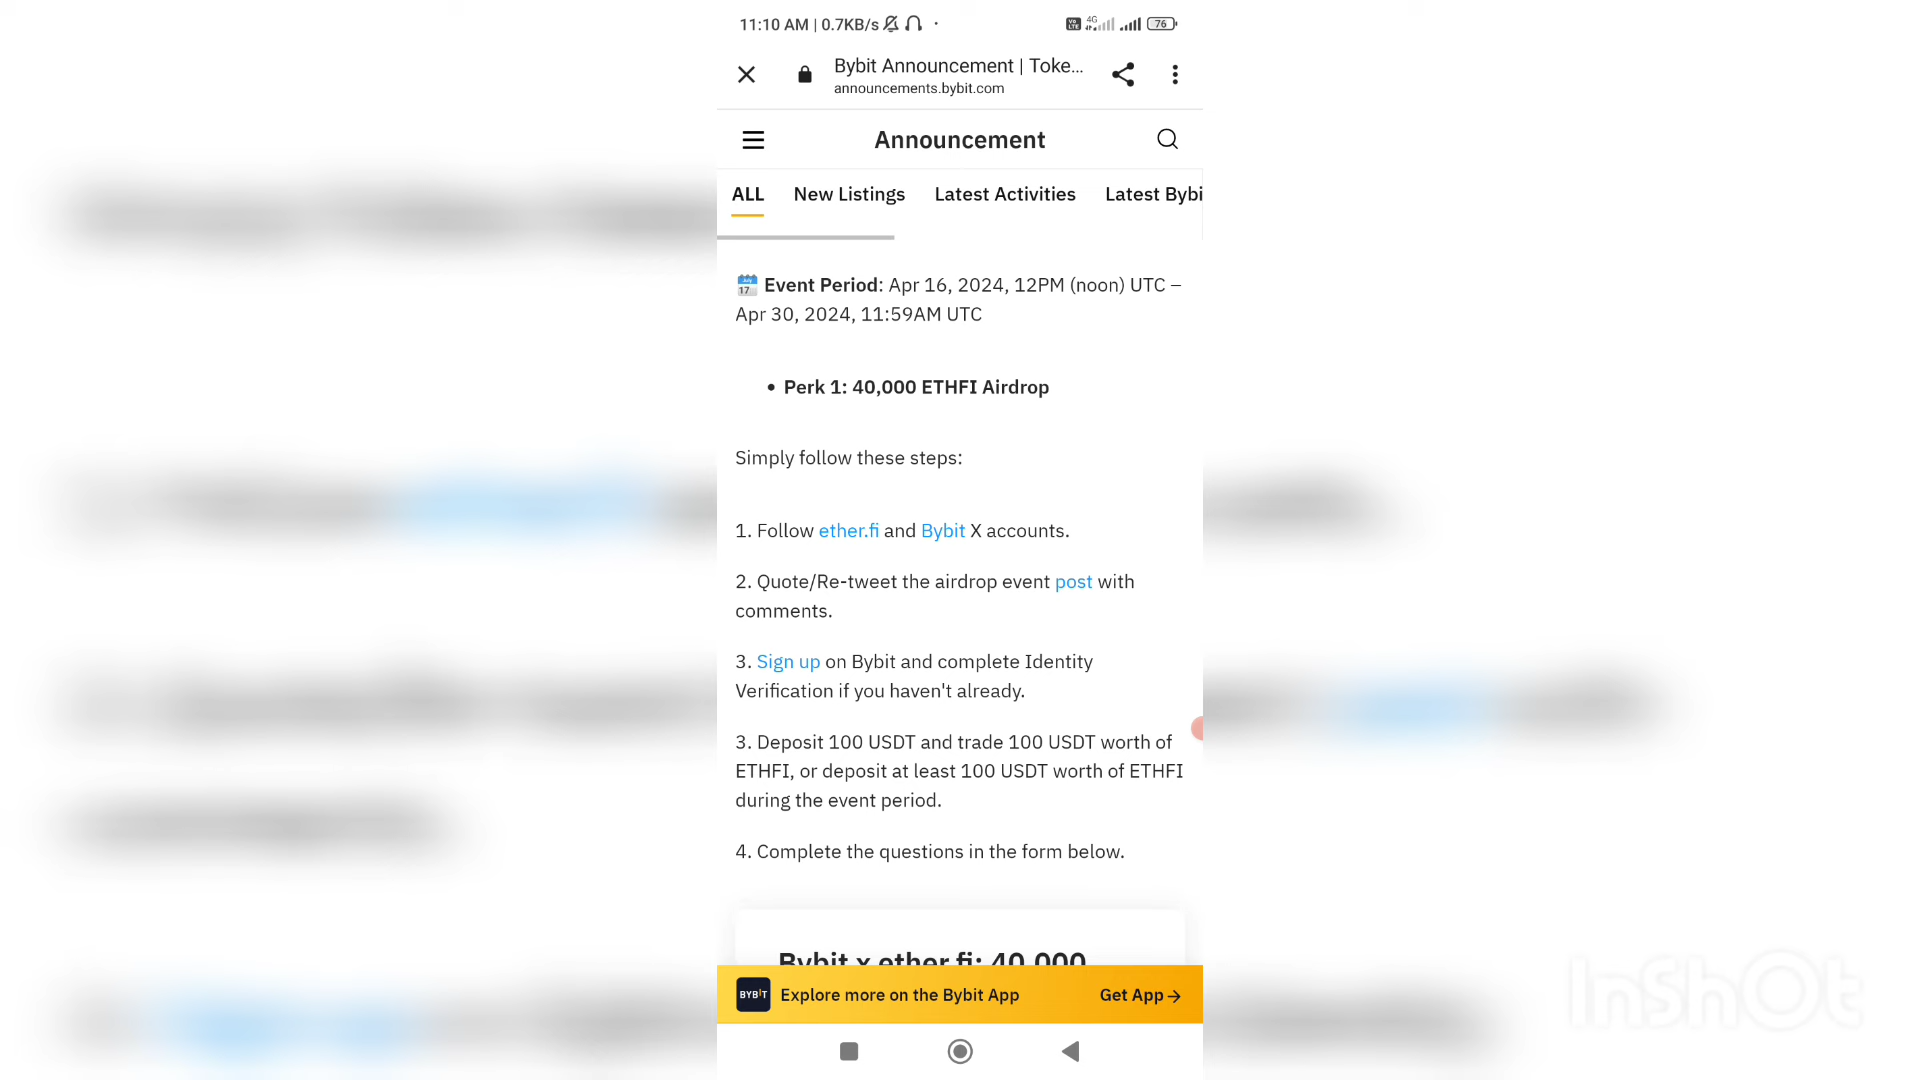 11:10 AM | 0.7KB/s
Vo LTE 4G 76
Bybit Announcement | Toke...
announcements.bybit.com
Announcement
ALL New Listings Latest Activities Latest Bybi
July 17 Event Period: Apr 16, 2024, 12PM (noon) UTC –
Apr 30, 2024, 11:59AM UTC
• Perk 1: 40,000 ETHFI Airdrop
Simply follow these steps:
1. Follow ether.fi and Bybit X accounts.
2. Quote/Re-tweet the airdrop event post with
comments.
3. Sign up on Bybit and complete Identity
Verification if you haven't already.
3. Deposit 100 USDT and trade 100 USDT worth of
ETHFI, or deposit at least 100 USDT worth of ETHFI
during the event period.
4. Complete the questions in the form below.
Bybit x ether.fi: 40,000
BYBIT Explore more on the Bybit App Get App→
InShOt